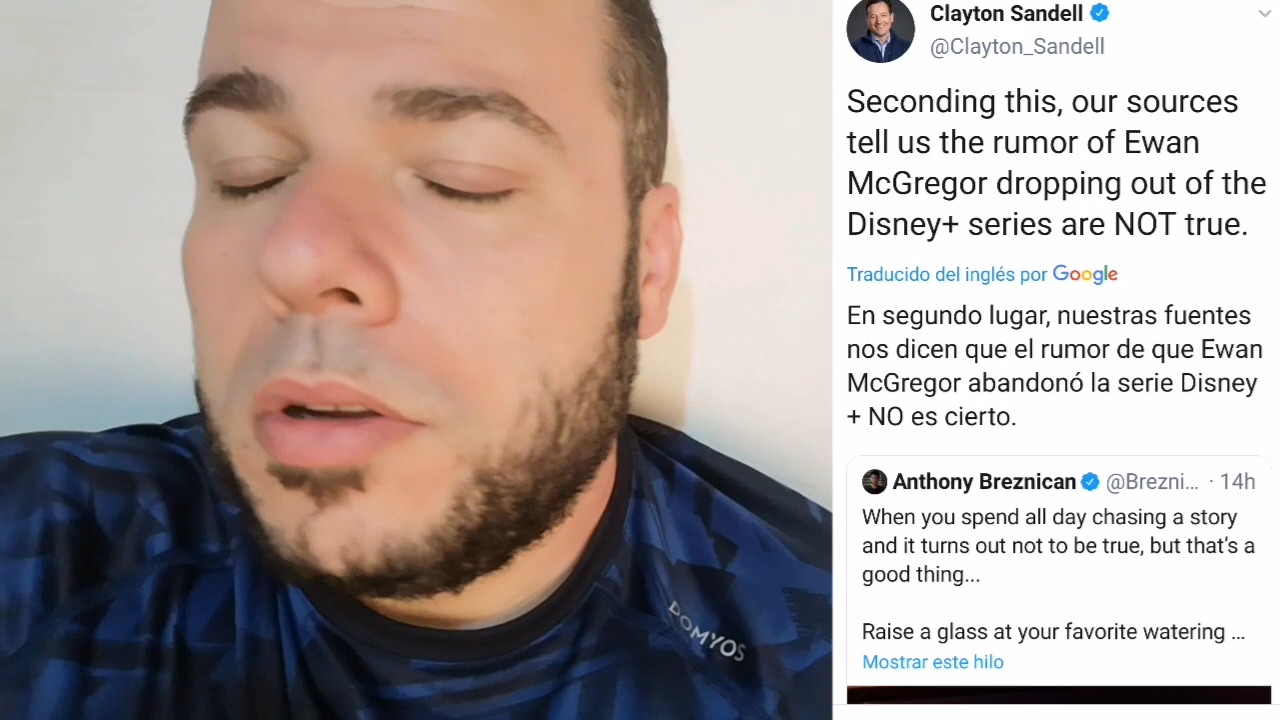 Clayton Sandell
@Clayton_Sandell
Seconding this, our sources
tell us the rumor of Ewan
McGregor dropping out of the
Disney+ series are NOT true.
Traducido del inglés por Google
En segundo lugar, nuestras fuentes
nos dicen que el rumor de que Ewan
McGregor abandonó la serie Disney
+ NO es cierto.
Anthony Breznican @Brezni... · 14h
When you spend all day chasing a story
and it turns out not to be true, but that's a
good thing...
Raise a glass at your favorite watering ...
Mostrar este hilo
DOMYOS